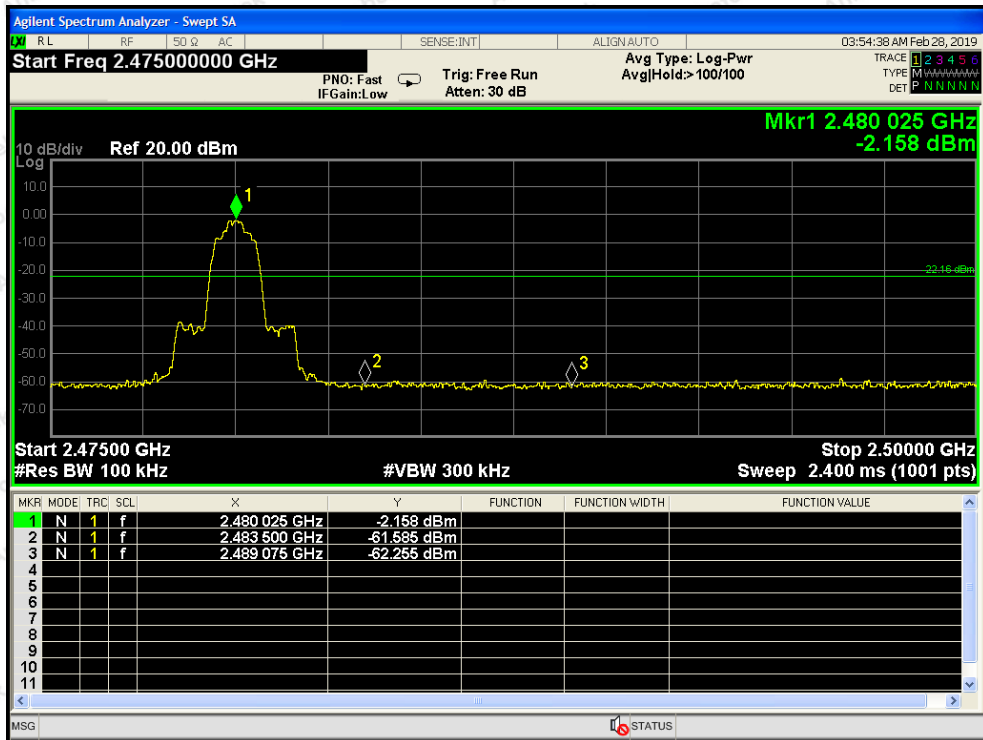 Agilent Spectrum Analyzer - Swept SA
LXI RL RF 50 Ω AC SENSE:INT ALIGN AUTO 03:54:38 AM Feb 28, 2019
Start Freq 2.475000000 GHz
PNO: Fast
IFGain:Low
Trig: Free Run
Atten: 30 dB
Avg Type: Log-Pwr
Avg|Hold:>100/100
TRACE 1 2 3 4 5 6
TYPE M WWWWW
DET P N N N N N
Mkr1 2.480 025 GHz
-2.158 dBm
10 dB/div Ref 20.00 dBm
Log
10.0
0.00
-10.0
-20.0
-30.0
-40.0
-50.0
-60.0
-70.0
1
-22.16 dBm
2
3
Start 2.47500 GHz Stop 2.50000 GHz
#Res BW 100 kHz #VBW 300 kHz Sweep 2.400 ms (1001 pts)
MKR MODE TRC SCL X Y FUNCTION FUNCTION WIDTH FUNCTION VALUE
1 N 1 f 2.480 025 GHz -2.158 dBm
2 N 1 f 2.483 500 GHz -61.585 dBm
3 N 1 f 2.489 075 GHz -62.255 dBm
4
5
6
7
8
9
10
11
MSG STATUS